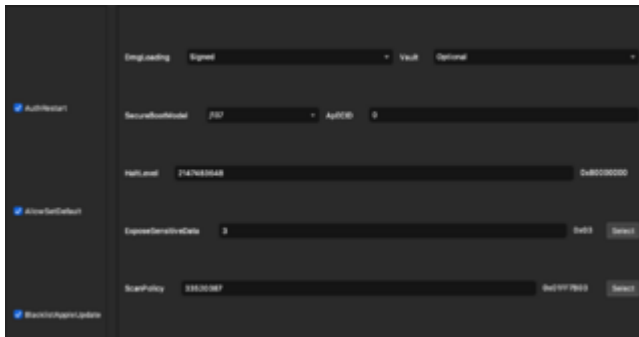 DmgLoading Signed Vault Optional
AuthRestart
SecureBootModel ApECID 0
HaltLevel 2147483648 0x80000000
AllowSetDefault
ExposeSensitiveData 3 0x03 Select
ScanPolicy Select
BlacklistAppleUpdate